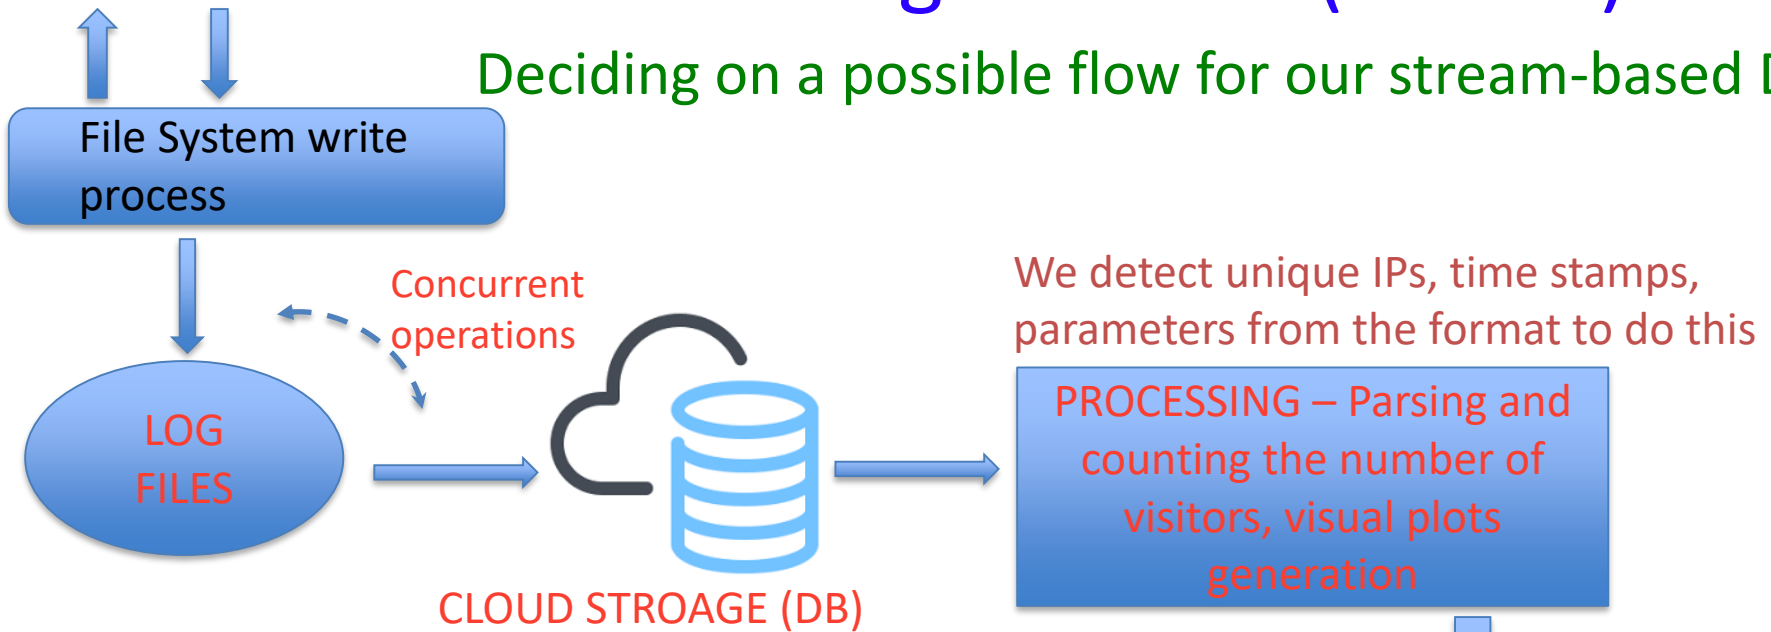 Deciding on a possible flow for our stream-based
File System write
process
Concurrent
operations
We detect unique IPs, time stamps,
parameters from the format to do this
LOG
FILES
PROCESSING – Parsing and
counting the number of
visitors, visual plots
generation
CLOUD STROAGE (DB)